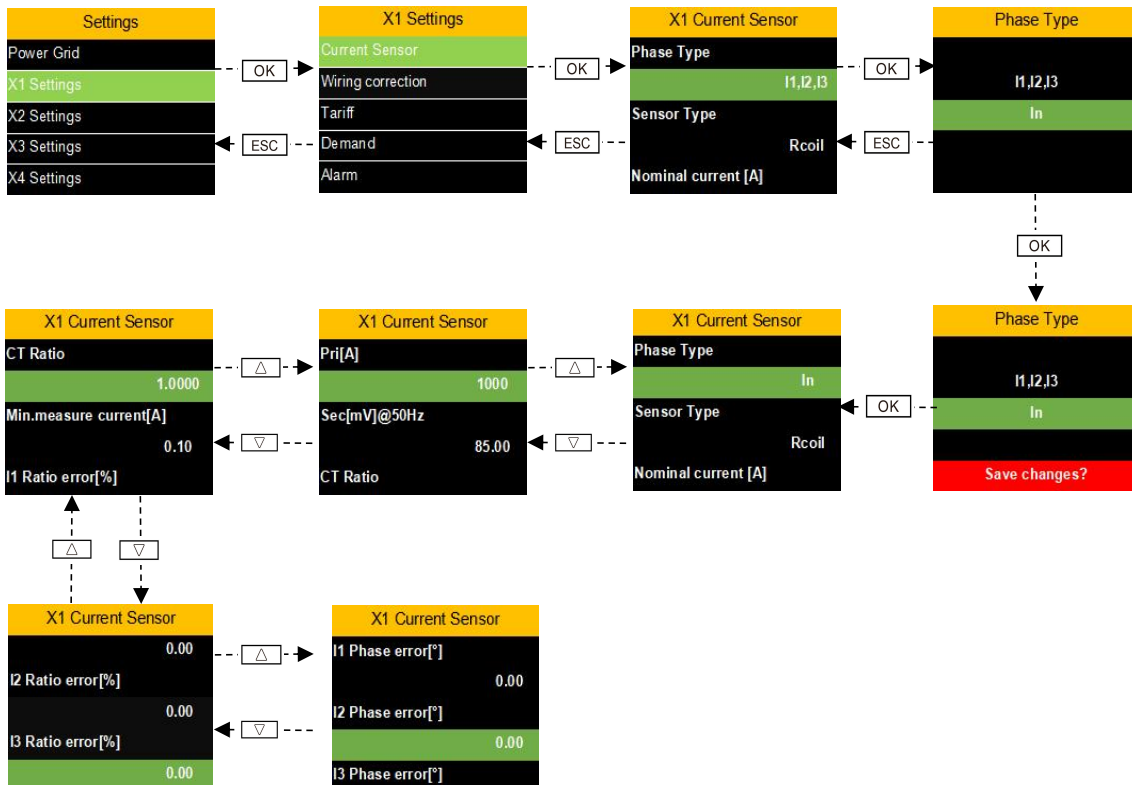 Settings
Power Grid
X1 Settings
X2 Settings
X3 Settings
X4 Settings
OK
ESC
X1 Settings
Current Sensor
Wiring correction
Tariff
Demand
Alarm
OK
ESC
X1 Current Sensor
Phase Type
I1,I2,I3
Sensor Type
Rcoil
Nominal current [A]
OK
ESC
Phase Type
I1,I2,I3
In
OK
X1 Current Sensor
CT Ratio
1.0000
Min.measure current[A]
0.10
I1 Ratio error[%]
△
▽
X1 Current Sensor
Pri[A]
1000
Sec[mV]@50Hz
85.00
CT Ratio
△
▽
X1 Current Sensor
Phase Type
In
Sensor Type
Rcoil
Nominal current [A]
OK
Phase Type
I1,I2,I3
In
Save changes?
△
▽
X1 Current Sensor
0.00
I2 Ratio error[%]
0.00
I3 Ratio error[%]
0.00
△
▽
X1 Current Sensor
I1 Phase error[°]
0.00
I2 Phase error[°]
0.00
I3 Phase error[°]